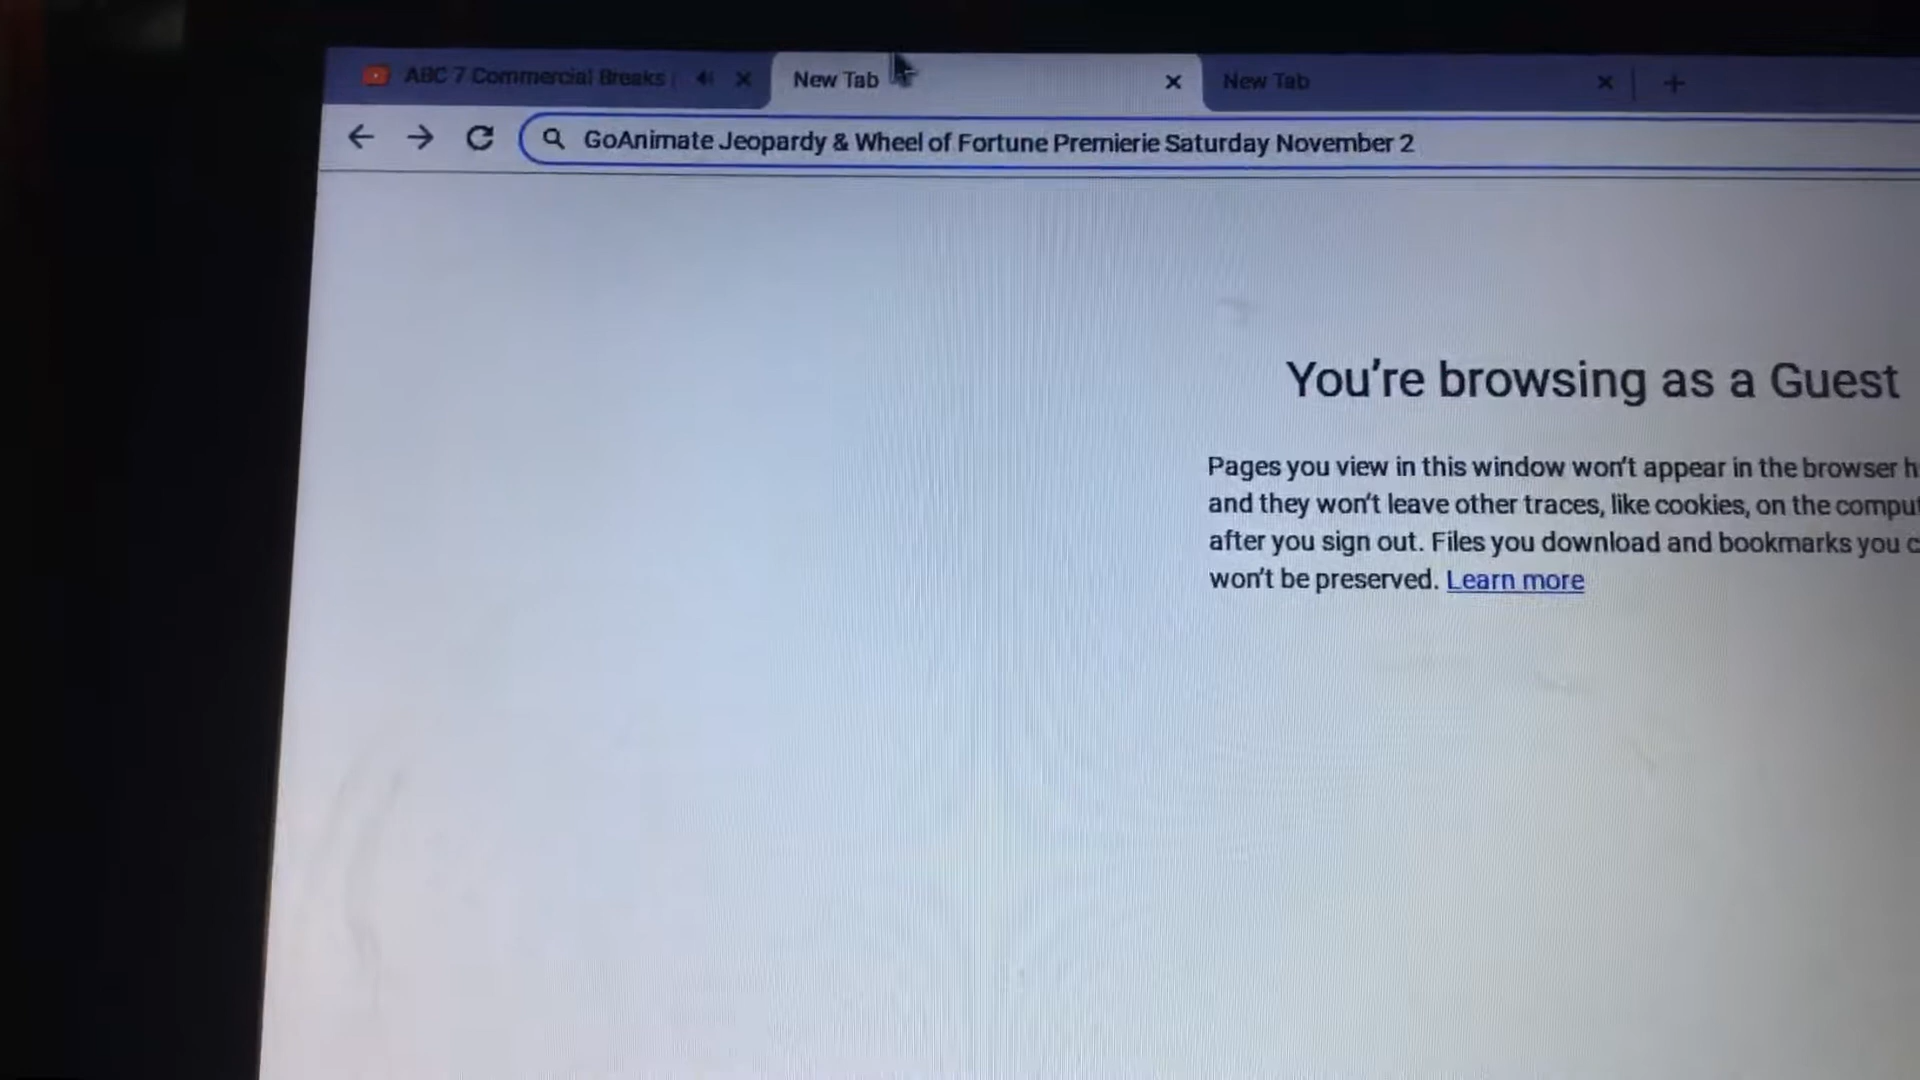 ABC 7 Commercial Breaks
New Tab
New Tab
GoAnimate Jeopardy & Wheel of Fortune Premierie Saturday November 2
You're browsing as a Guest
Pages you view in this window won't appear in the browser h
and they won't leave other traces, like cookies, on the comput
after you sign out. Files you download and bookmarks you c
won't be preserved. Learn more